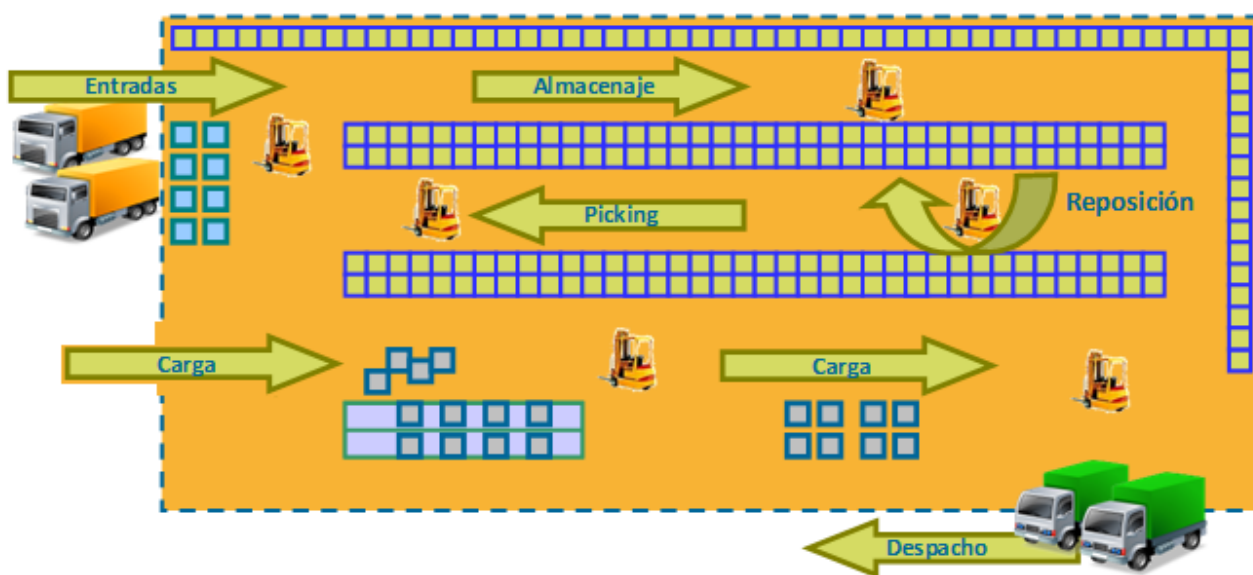 Entradas
Almacenaje
Picking
Reposición
Carga
Carga
Despacho